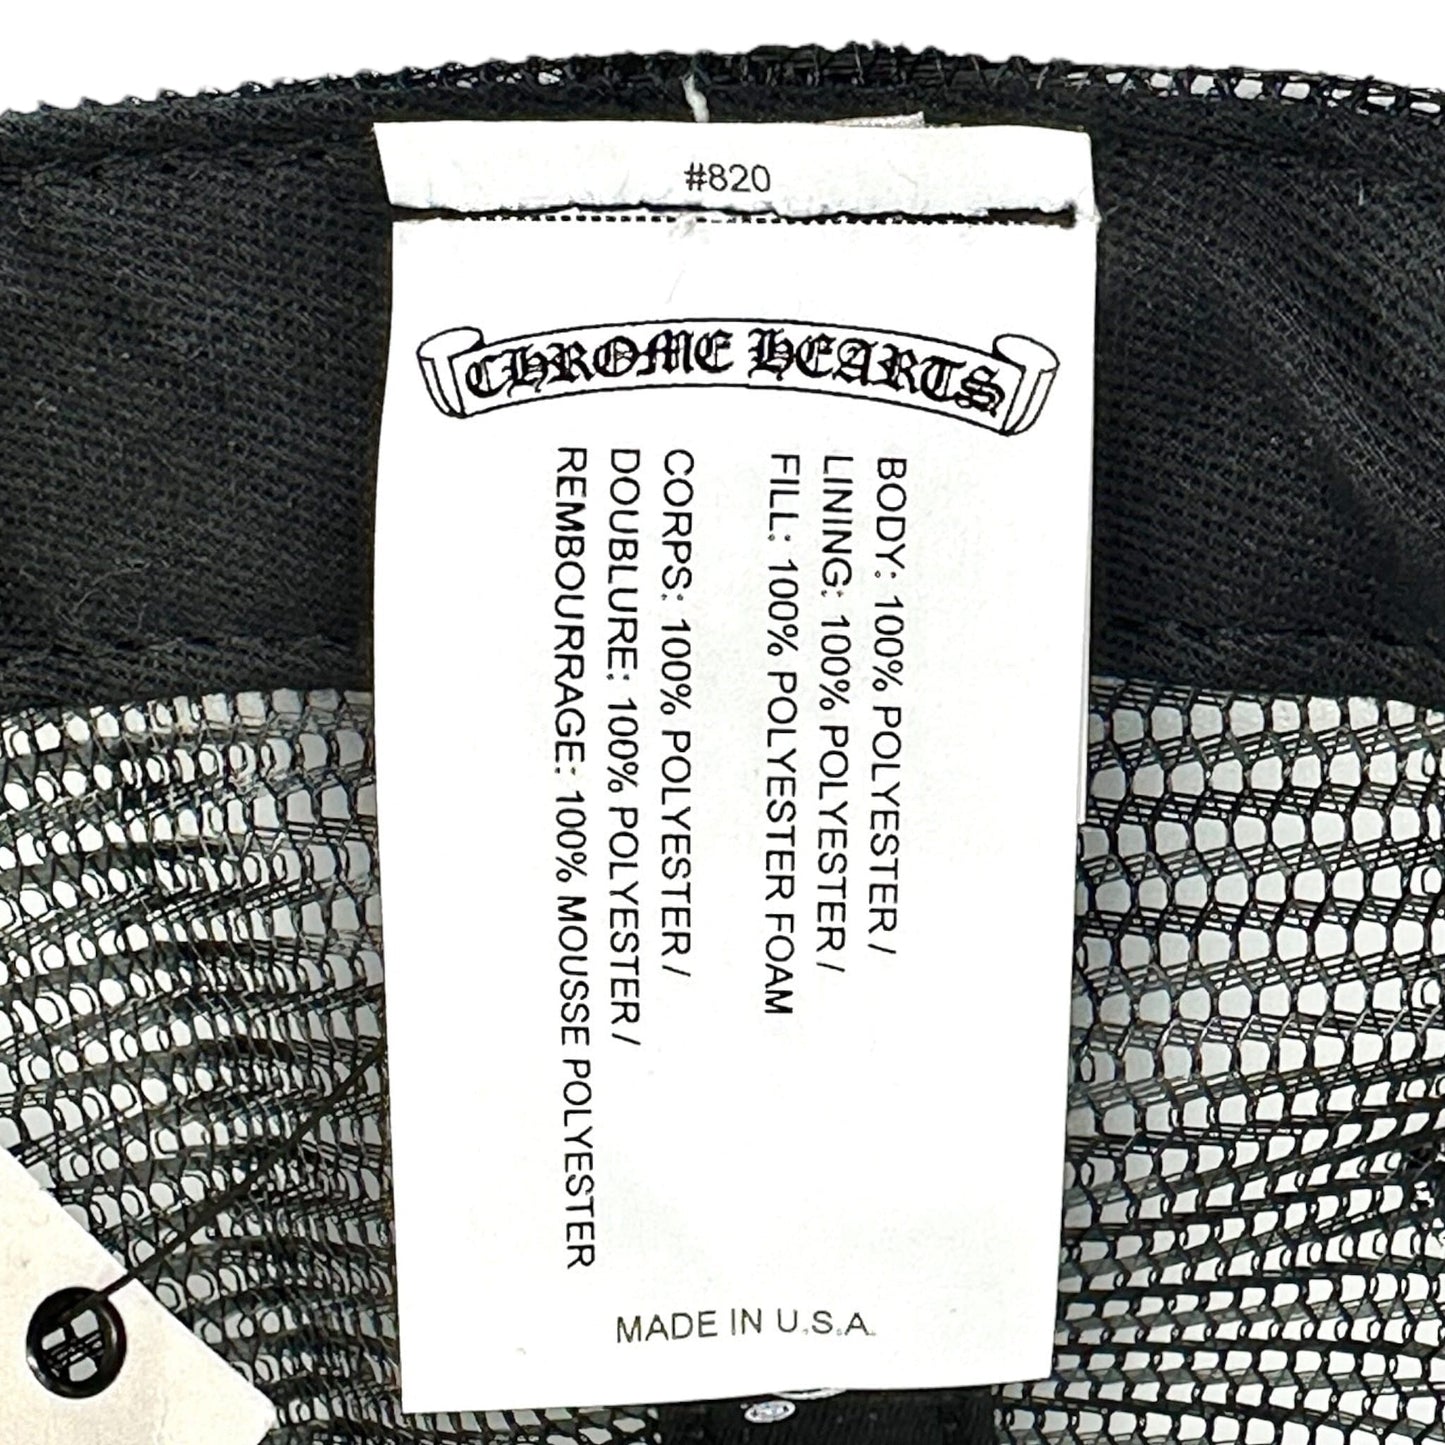 #820
CHROME HEARTS
BODY: 100% POLYESTER /
LINING: 100% POLYESTER /
FILL: 100% POLYESTER FOAM
CORPS: 100% POLYESTER /
DOUBLURE: 100% POLYESTER /
REMBOURRAGE: 100% MOUSSE POLYESTER
MADE IN U.S.A.